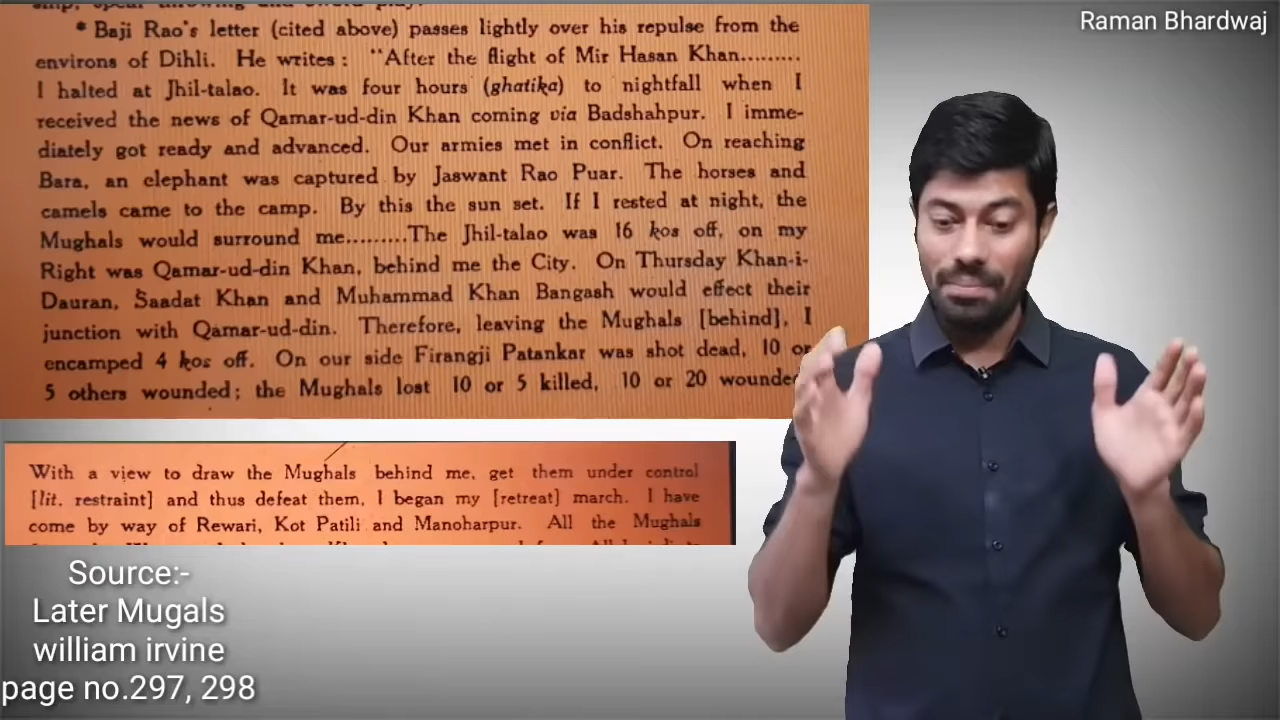 ship, spear throwing and sword play.
* Baji Rao's letter (cited above) passes lightly over his repulse from the
environs of Dihli. He writes : "After the flight of Mir Hasan Khan.........
I halted at Jhil-talao. It was four hours (ghatika) to nightfall when I
received the news of Qamar-ud-din Khan coming via Badshahpur. I imme-
diately got ready and advanced. Our armies met in conflict. On reaching
Bara, an elephant was captured by Jaswant Rao Puar. The horses and
camels came to the camp. By this the sun set. If I rested at night, the
Mughals would surround me.........The Jhil-talao was 16 kos off, on my
Right was Qamar-ud-din Khan, behind me the City. On Thursday Khan-i-
Dauran, Saadat Khan and Muhammad Khan Bangash would effect their
junction with Qamar-ud-din. Therefore, leaving the Mughals [behind], I
encamped 4 kos off. On our side Firangji Patankar was shot dead, 10 or
5 others wounded; the Mughals lost 10 or 5 killed, 10 or 20 wounded
With a view to draw the Mughals behind me, get them under control
[lit. restraint] and thus defeat them, I began my [retreat] march. I have
come by way of Rewari, Kot Patili and Manoharpur. All the Mughals
Source:-
Later Mugals
william irvine
page no.297, 298
Raman Bhardwaj